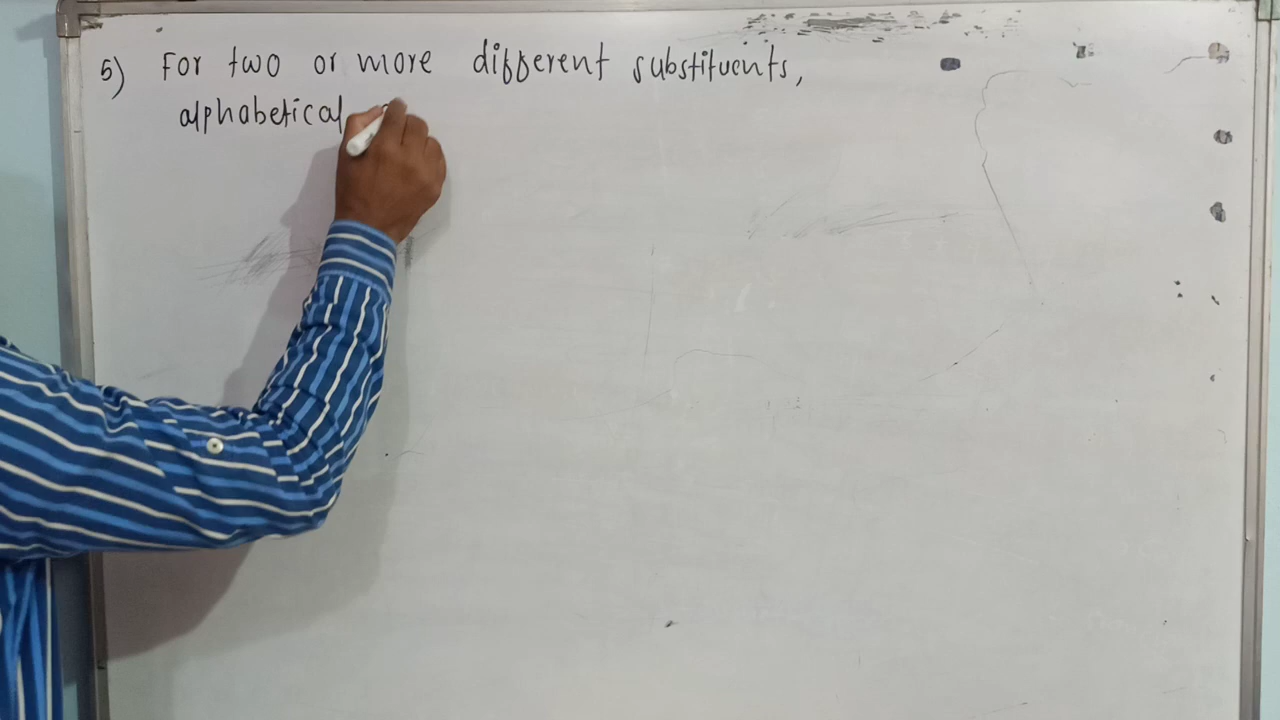 5) For two or more different substituents,
alphabetical